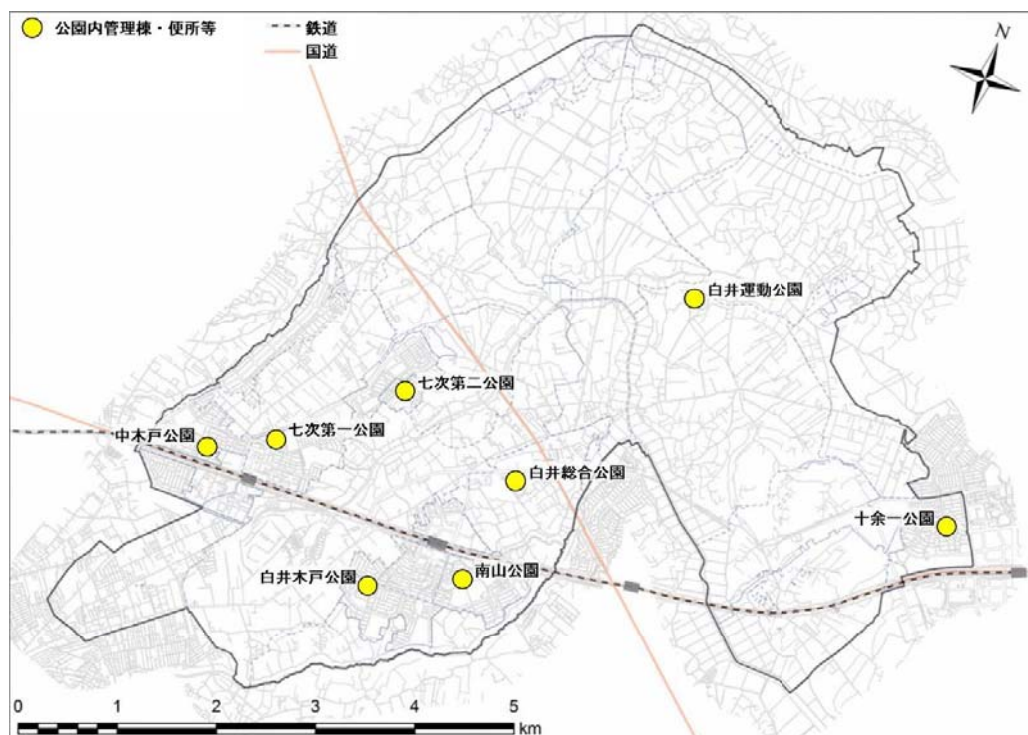 公園内管理棟・便所等
鉄道
国道
N
白井運動公園
七次第二公園
七次第一公園
中木戸公園
白井総合公園
十余一公園
白井木戸公園
南山公園
0 1 2 3 4 5
km